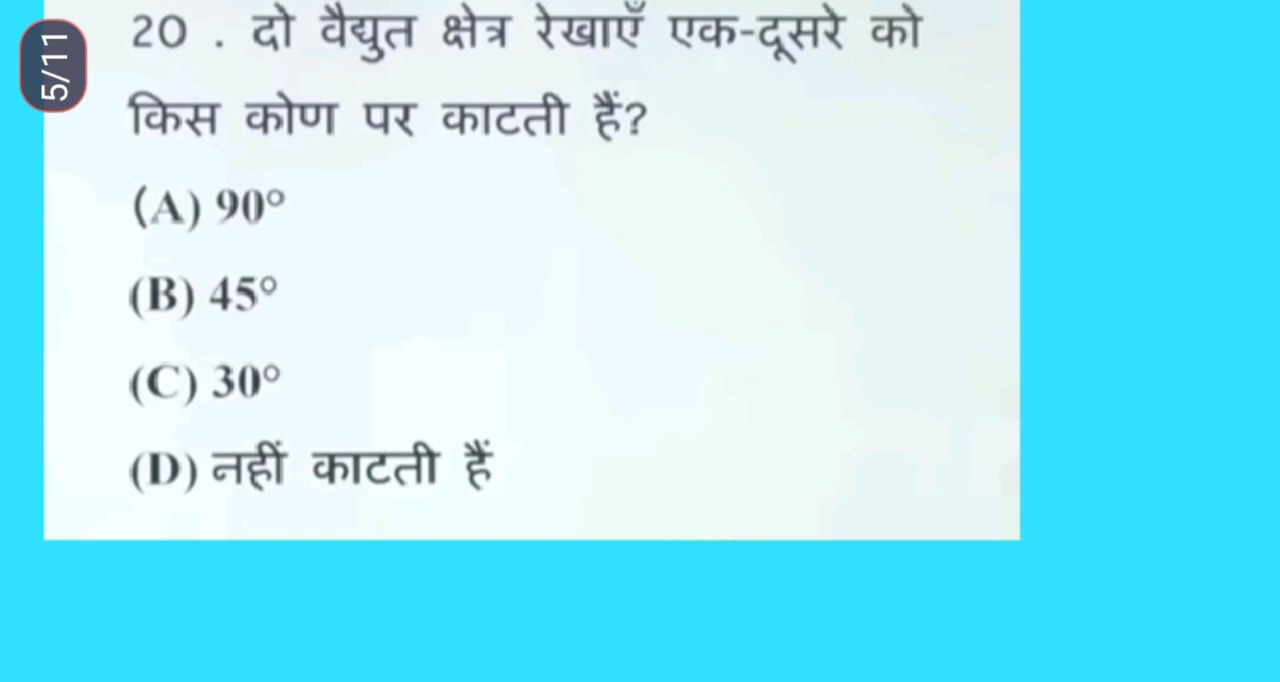 5/11
20 . दो वैद्युत क्षेत्र रेखाएँ एक-दूसरे को
किस कोण पर काटती हैं?
(A) 90°
(B) 45°
(C) 30°
(D) नहीं काटती हैं